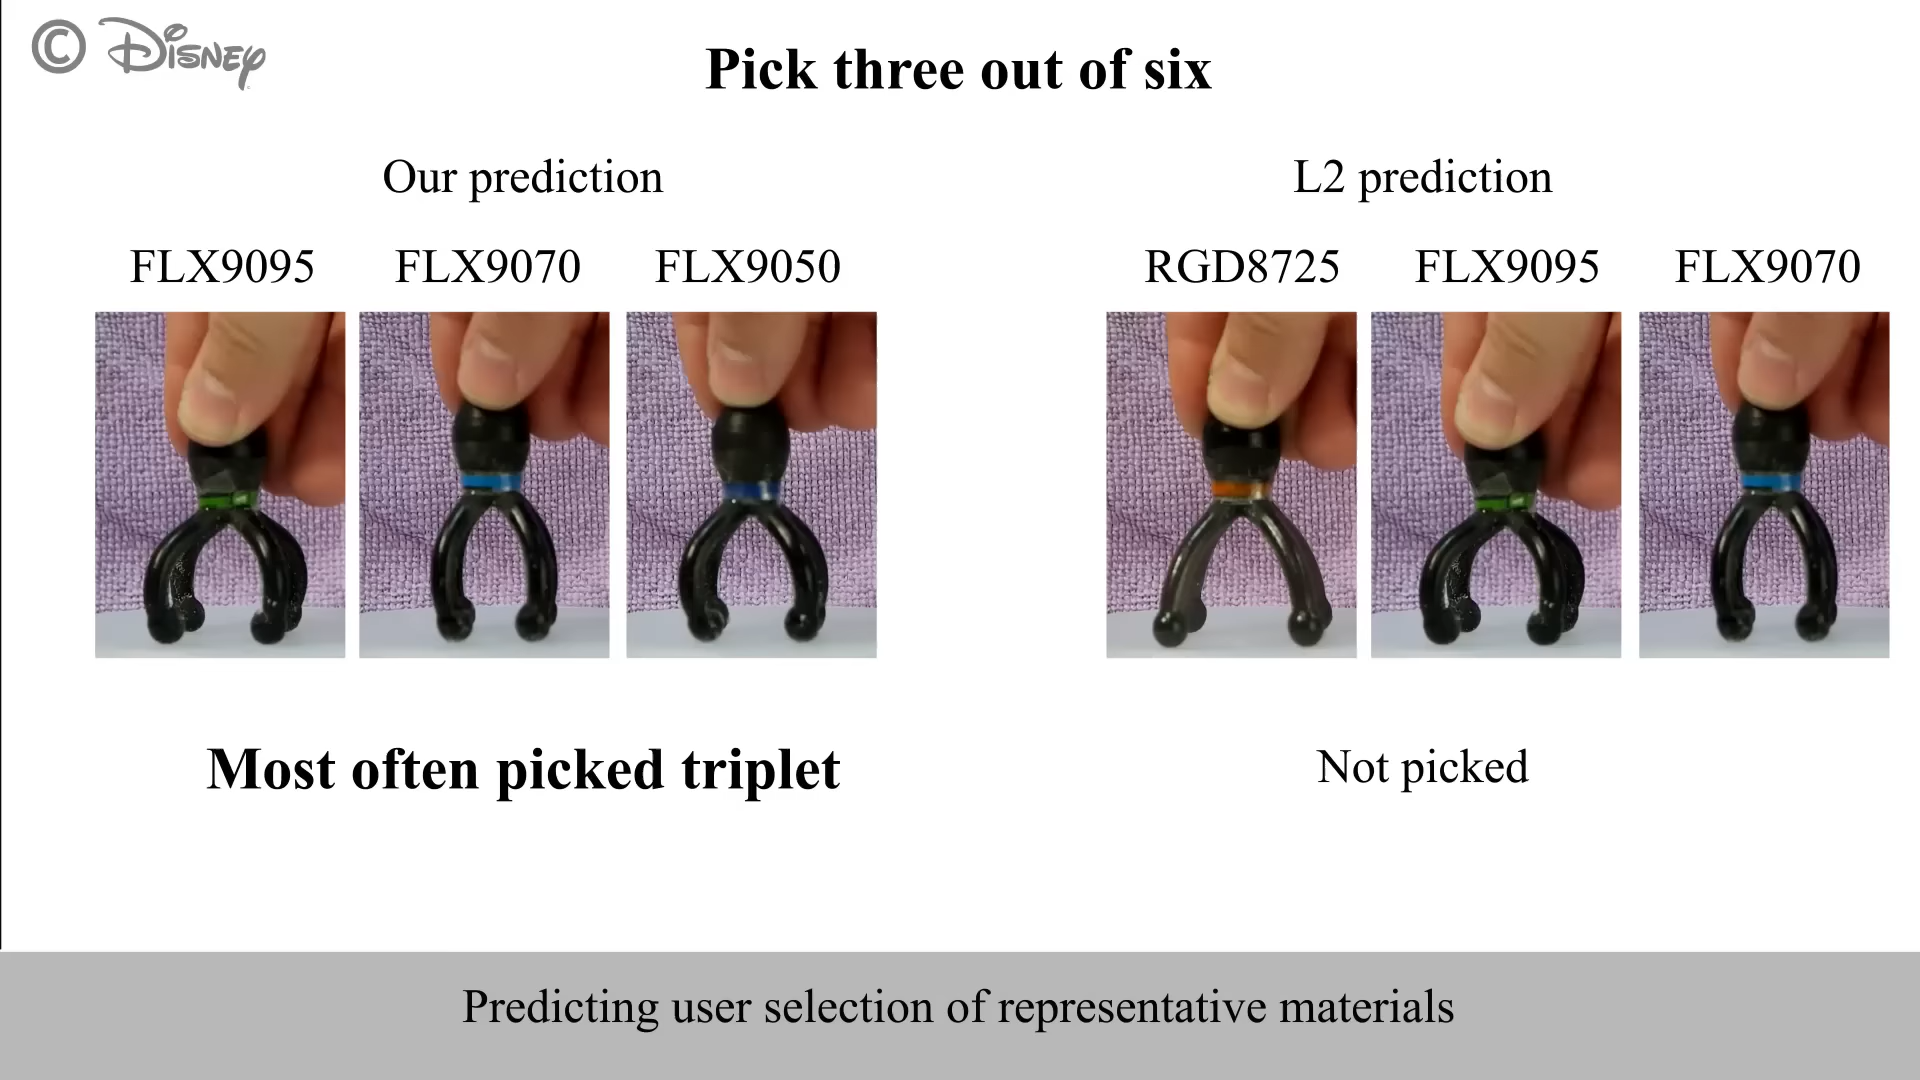 © Disney
Pick three out of six
Our prediction
L2 prediction
FLX9095
FLX9070
FLX9050
RGD8725
FLX9095
FLX9070
Most often picked triplet
Not picked
Predicting user selection of representative materials